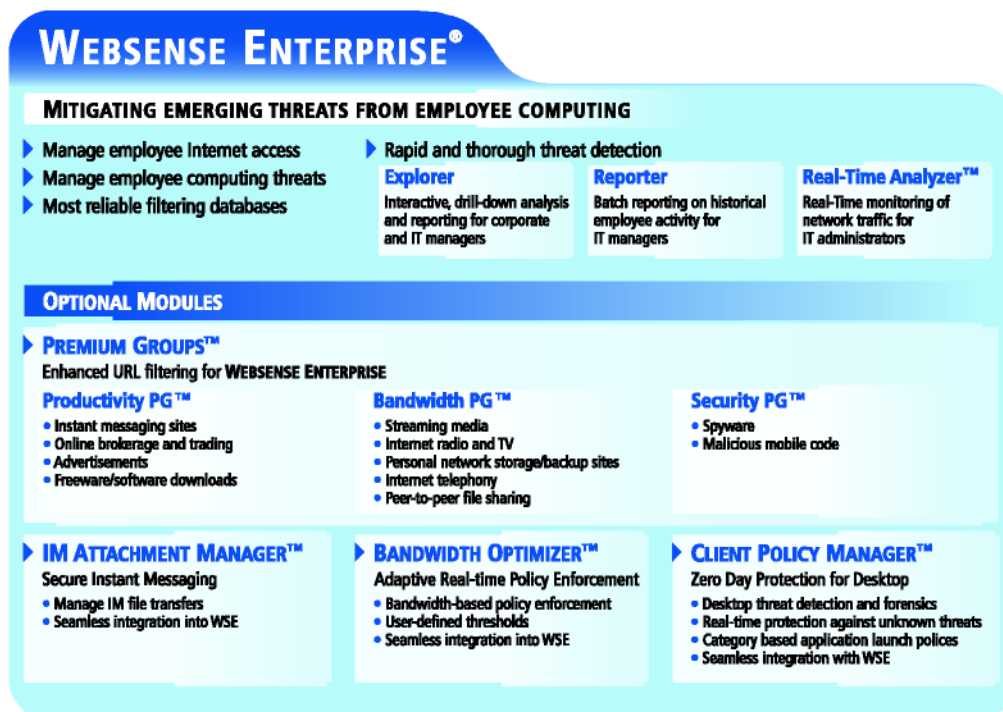 WEBSENSE ENTERPRISE®
MITIGATING EMERGING THREATS FROM EMPLOYEE COMPUTING
Manage employee Internet access
Manage employee computing threats
Most reliable filtering databases
Rapid and thorough threat detection
Explorer
Interactive, drill-down analysis
and reporting for corporate
and IT managers
Reporter
Batch reporting on historical
employee activity for
IT managers
Real-Time Analyzer™
Real-Time monitoring of
network traffic for
IT administrators
OPTIONAL MODULES
PREMIUM GROUPS™
Enhanced URL filtering for WEBSENSE ENTERPRISE
Productivity PG™
• Instant messaging sites
• Online brokerage and trading
• Advertisements
• Freeware/software downloads
Bandwidth PG™
• Streaming media
• Internet radio and TV
• Personal network storage/backup sites
• Internet telephony
• Peer-to-peer file sharing
Security PG™
• Spyware
• Malicious mobile code
IM ATTACHMENT MANAGER™
Secure Instant Messaging
• Manage IM file transfers
• Seamless integration into WSE
BANDWIDTH OPTIMIZER™
Adaptive Real-time Policy Enforcement
• Bandwidth-based policy enforcement
• User-defined thresholds
• Seamless integration into WSE
CLIENT POLICY MANAGER™
Zero Day Protection for Desktop
• Desktop threat detection and forensics
• Real-time protection against unknown threats
• Category based application launch polices
• Seamless integration with WSE